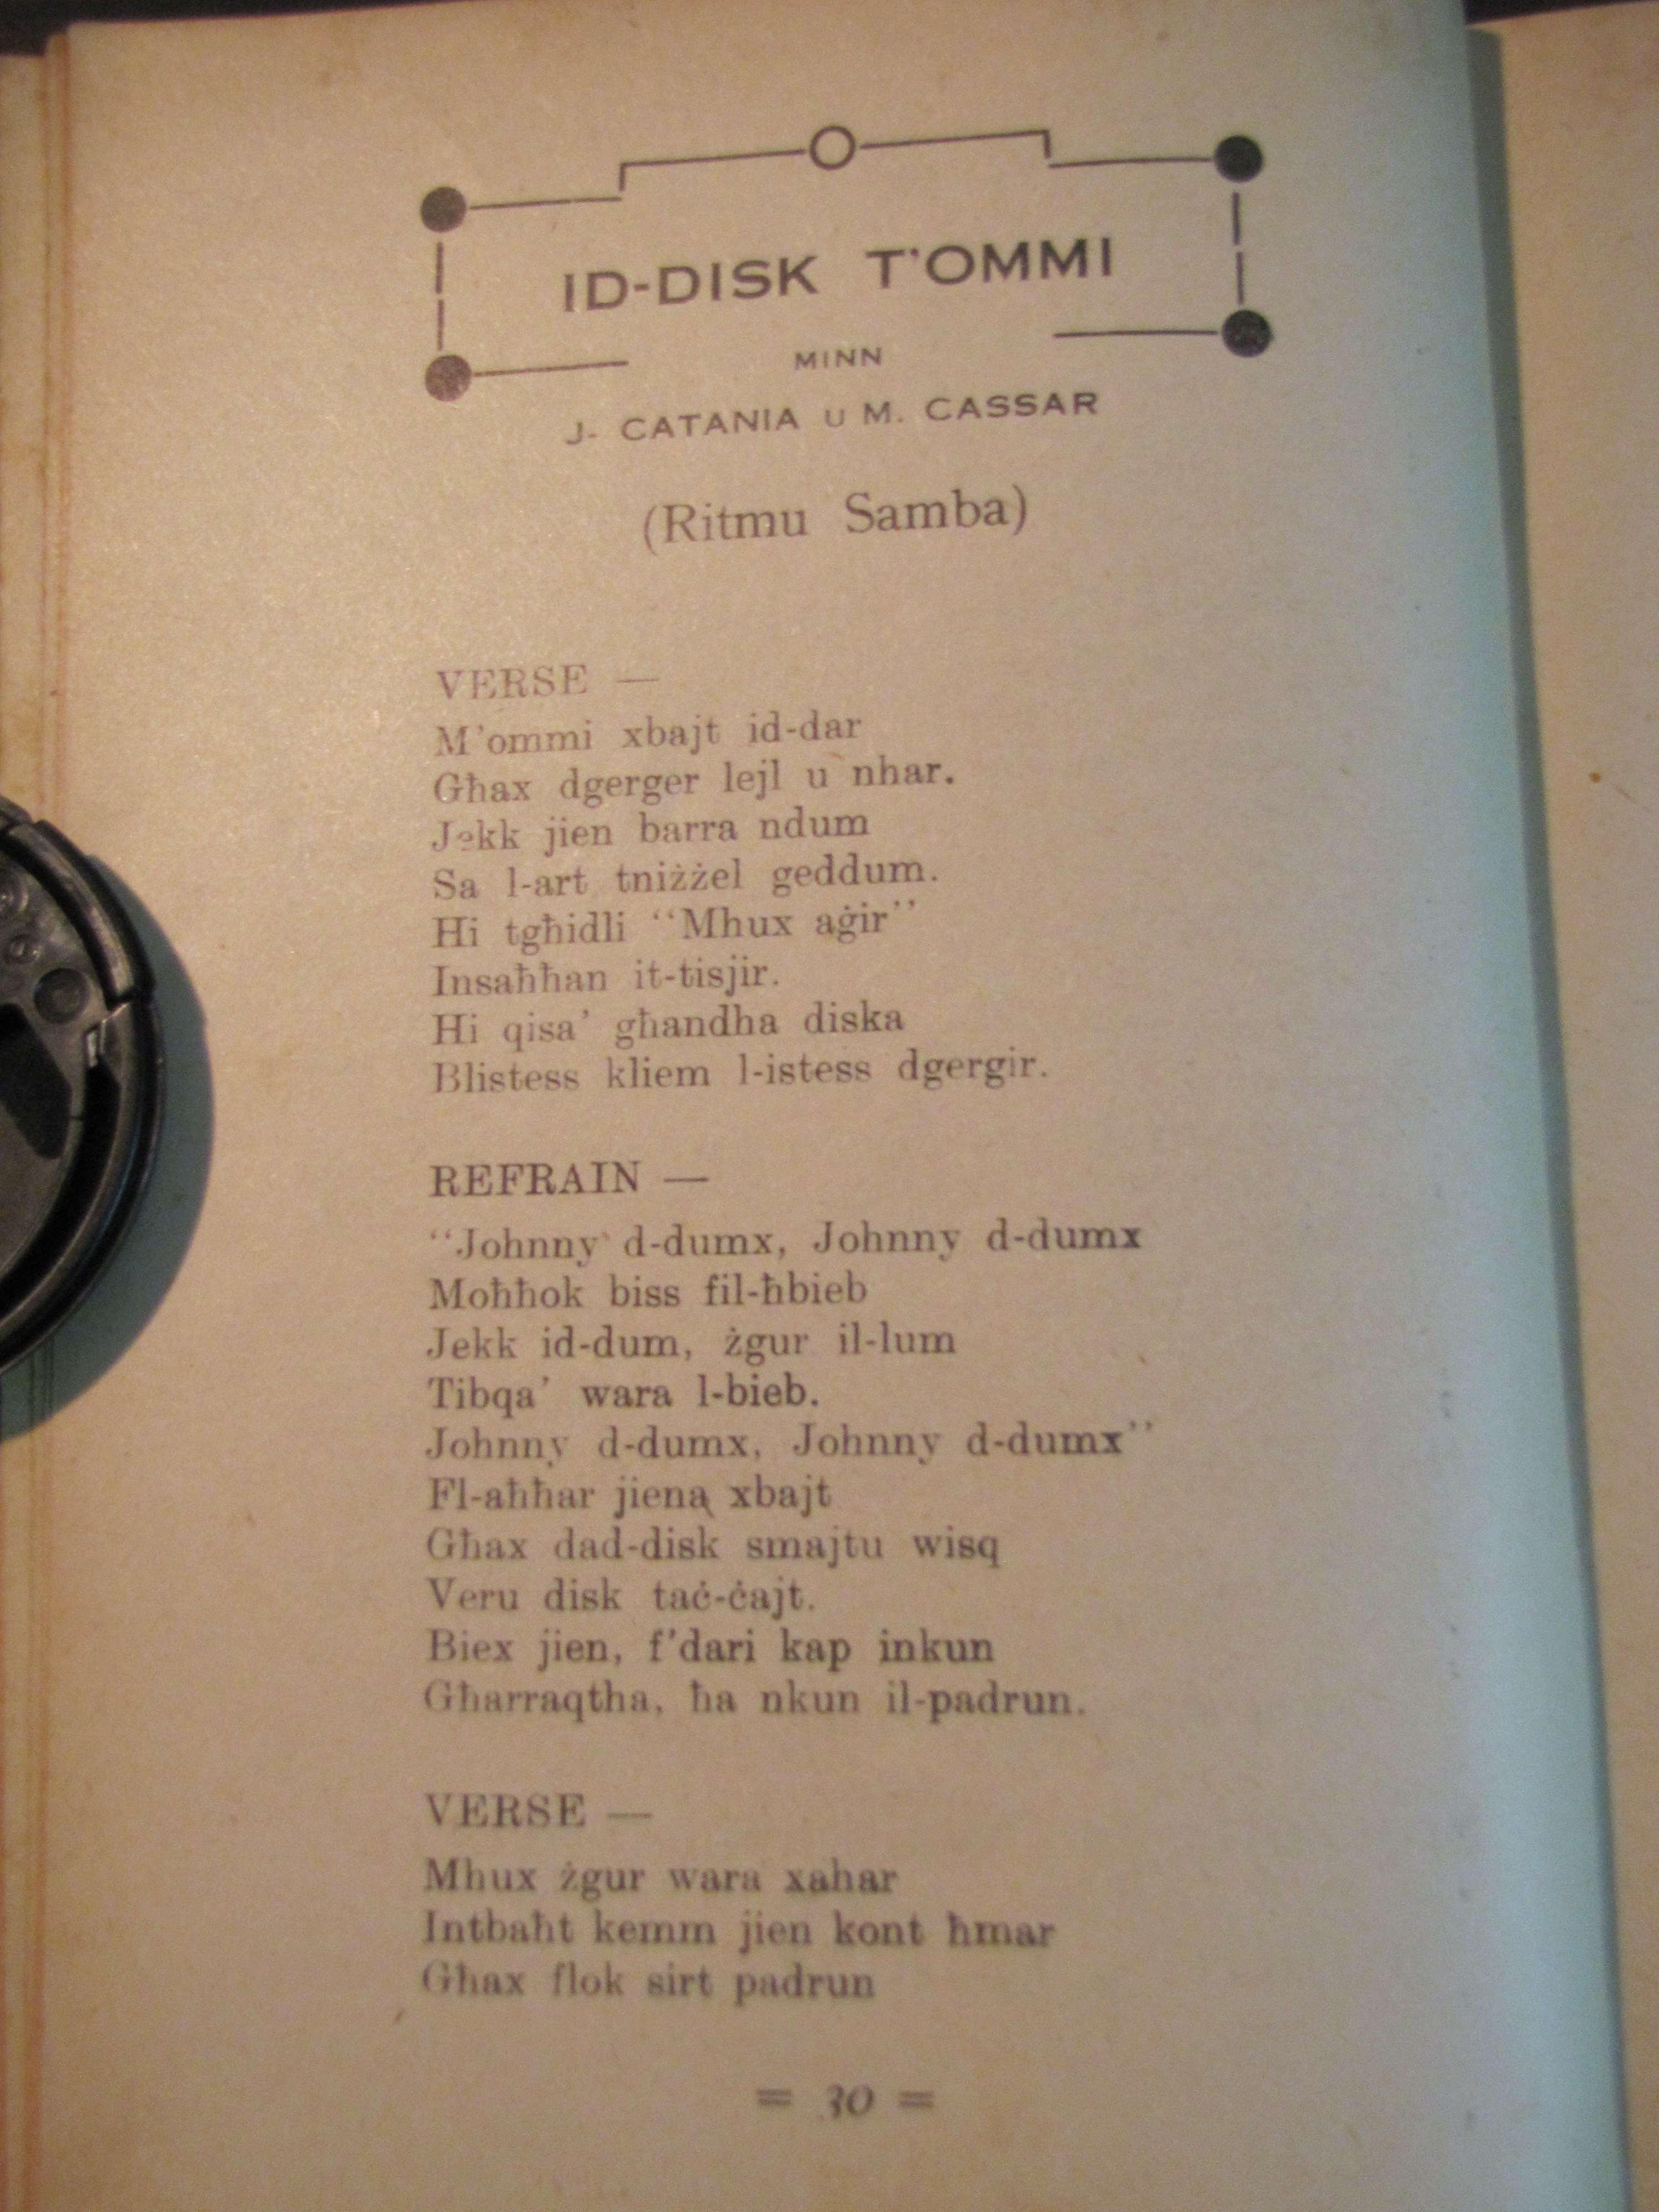 ID-DISK T'OMMI
MINN
J- CATANIA U M. CASSAR
(Ritmu Samba)
VERSE —
M'ommi xbajt id-dar
Għax dgerger lejl u nhar.
Jekk jien barra ndum
Sa l-art tniżżel geddum.
Hi tgħidli “Mhux aġir”
Insaħħan it-tisjir.
Hi qisa' għandha diska
Blistess kliem l-istess dgergir.
REFRAIN —
“Johnny d-dumx, Johnny d-dumx
Moħħok biss fil-ħbieb
Jekk id-dum, żgur il-lum
Tibqa' wara l-bieb.
Johnny d-dumx, Johnny d-dumx”
Fl-aħħar jiena xbajt
Għax dad-disk smajtu wisq
Veru disk taċ-ċajt.
Biex jien, f'dari kap inkun
Għarraqtha, ħa nkun il-padrun.
VERSE —
Mhux żgur wara xahar
Intbaħt kemm jien kont ħmar
Għax flok sirt padrun
= 30 =